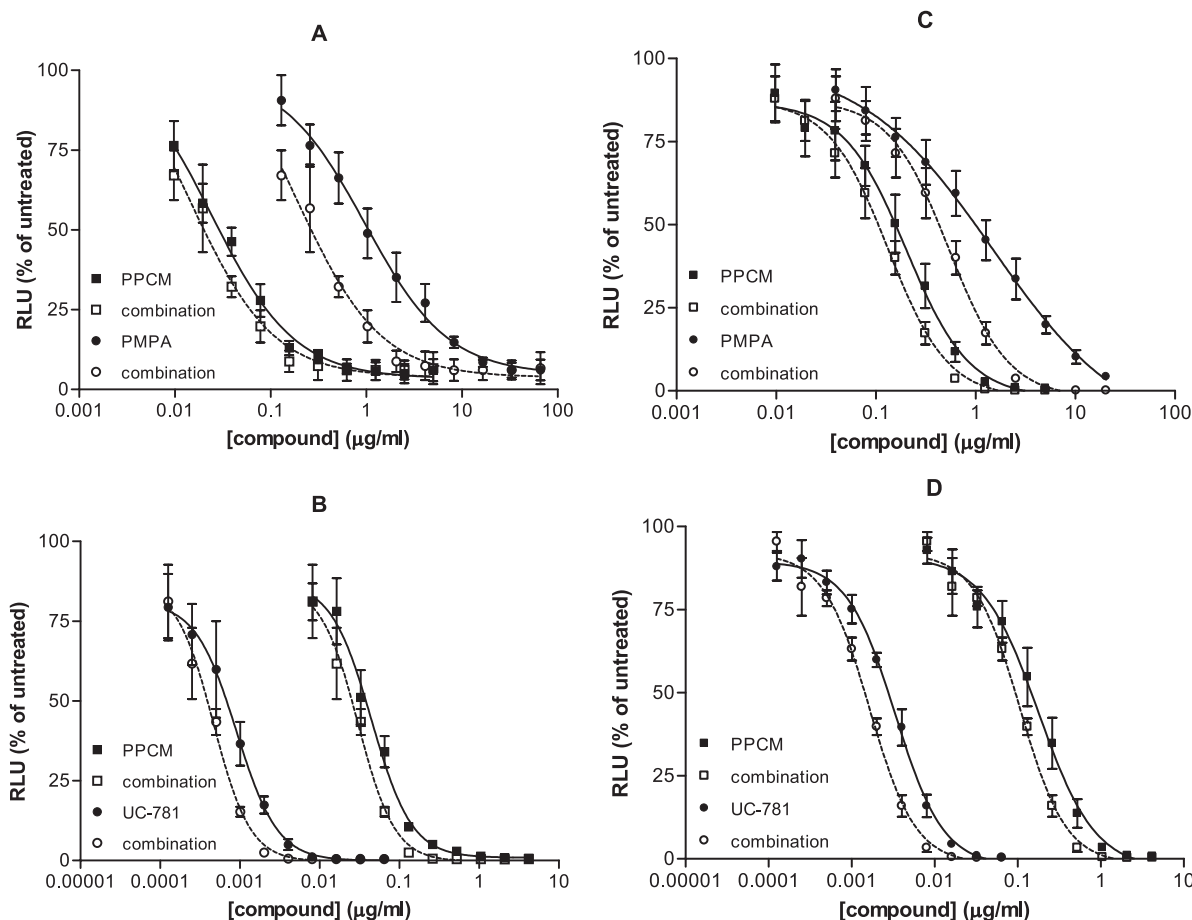 A
RLU (% of untreated)
100
75
50
25
0
PPCM
combination
PMPA
combination
0.001 0.01 0.1 1 10 100
[compound] (μg/ml)
C
RLU (% of untreated)
100
75
50
25
0
PPCM
combination
PMPA
combination
0.001 0.01 0.1 1 10 100
[compound] (μg/ml)
B
RLU (% of untreated)
100
75
50
25
0
PPCM
combination
UC-781
combination
0.00001 0.0001 0.001 0.01 0.1 1 10
[compound] (μg/ml)
D
RLU (% of untreated)
100
75
50
25
0
PPCM
combination
UC-781
combination
0.00001 0.0001 0.001 0.01 0.1 1 10
[compound] (μg/ml)